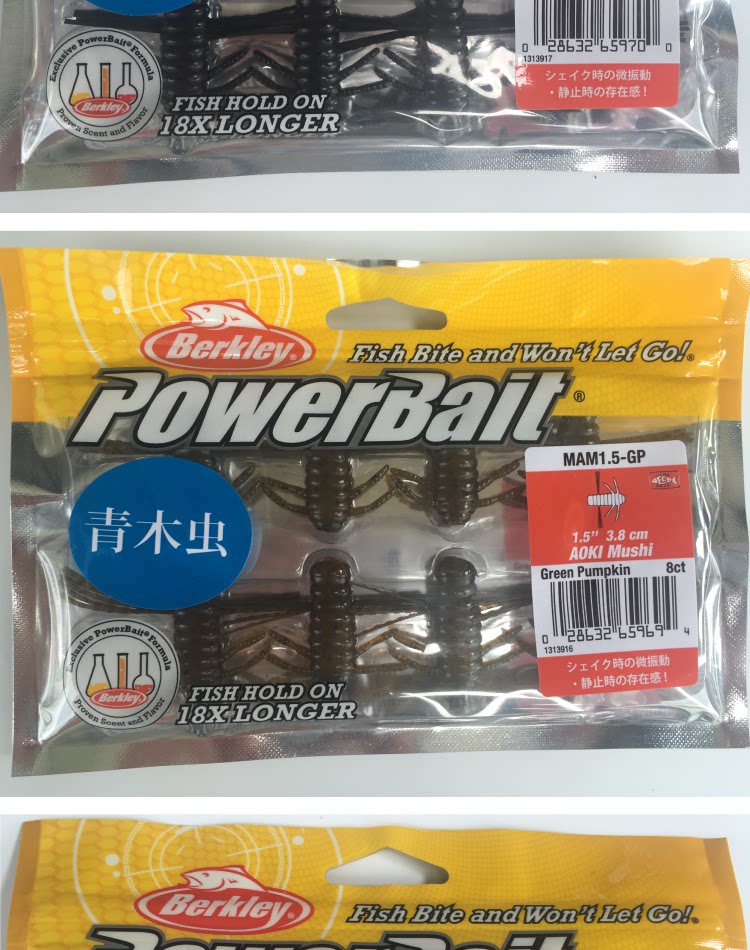 Exclusive PowerBait® Formula
Berkley
Proven Scent and Flavor
FISH HOLD ON
18X LONGER
0 28632 65970 0
1313917
シェイク時の微振動
・静止時の存在感！
Berkley®
Fish Bite and Won't Let Go!®
PowerBait®
青木虫
MAM1.5-GP
1.5” 3.8 cm
AOKI Mushi
Green Pumpkin 8ct
0 28632 65969 4
1313916
シェイク時の微振動
・静止時の存在感！
Exclusive PowerBait® Formula
Berkley
Proven Scent and Flavor
FISH HOLD ON
18X LONGER
Berkley®
Fish Bite and Won't Let Go!®
PowerBait